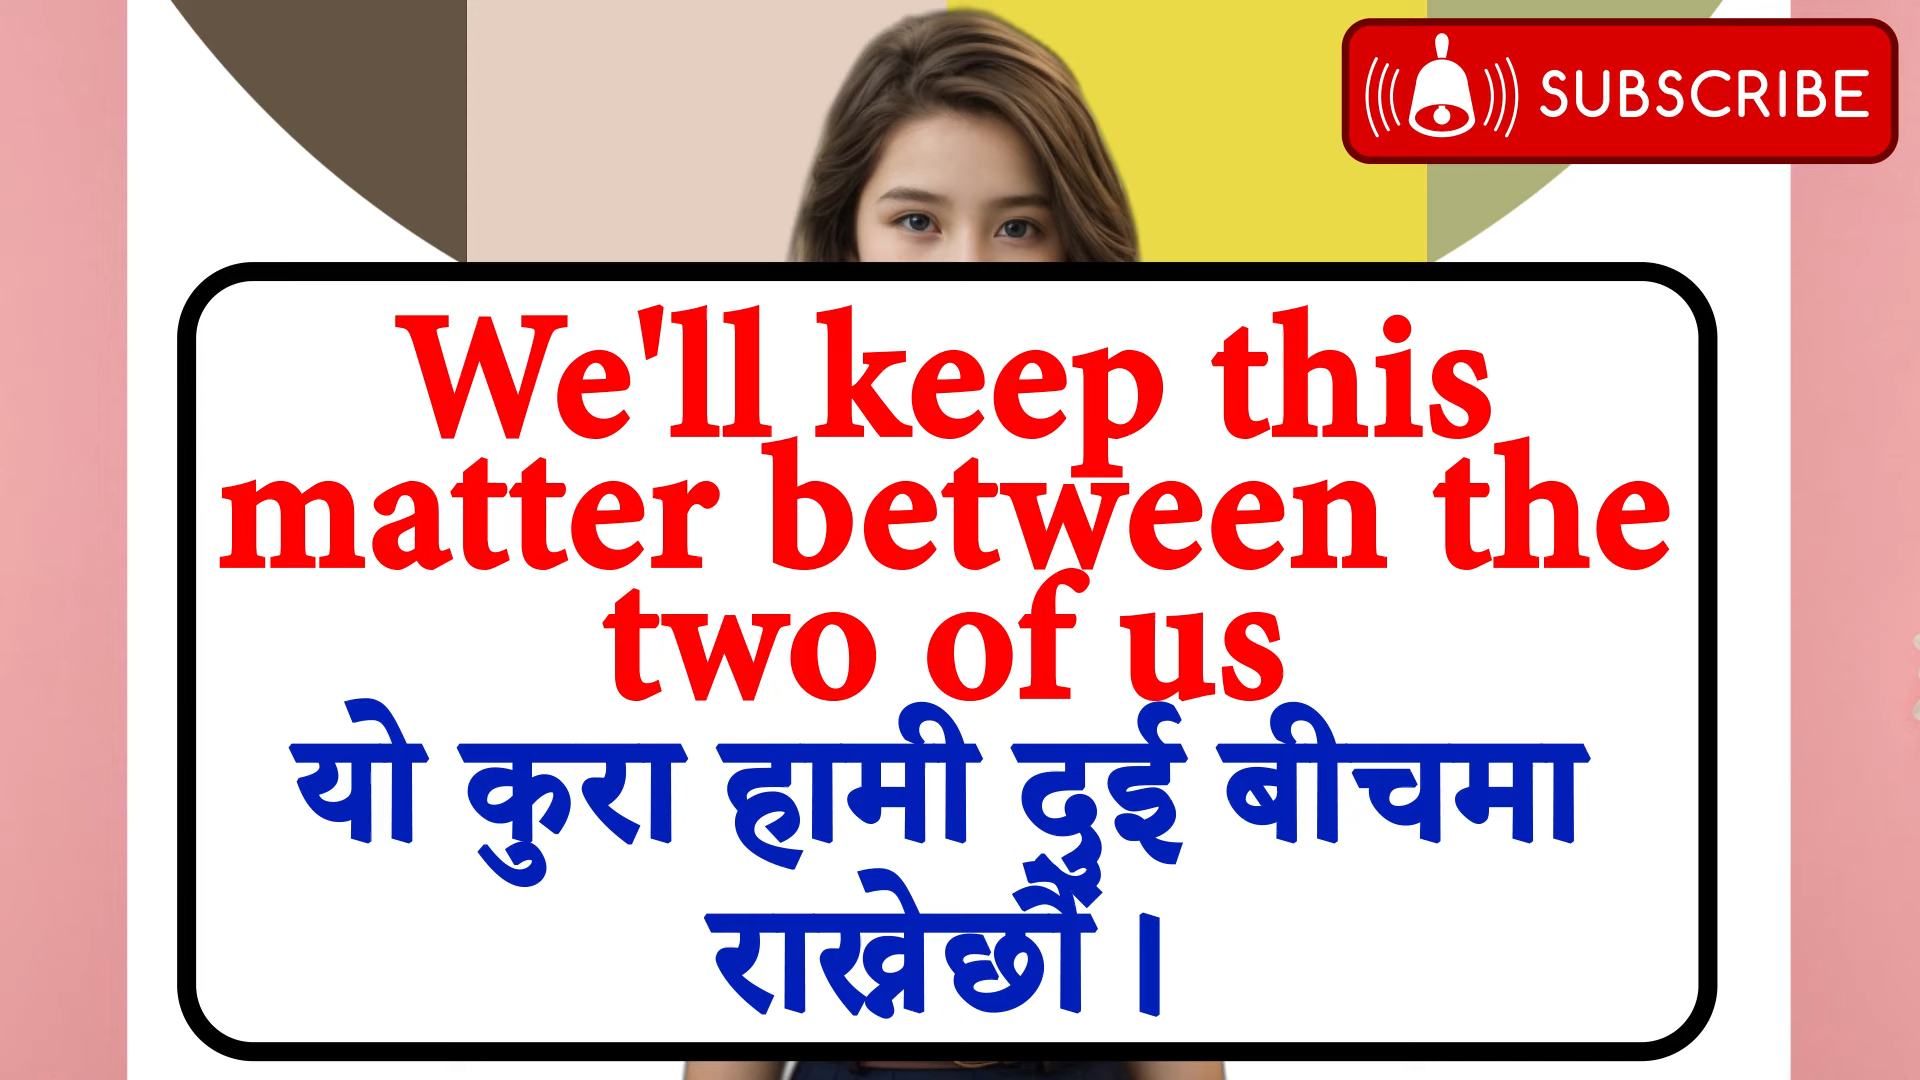 SUBSCRIBE
We'll keep this
matter between the
two of us
यो कुरा हामी दुई बीचमा
राख्नेछौं ।